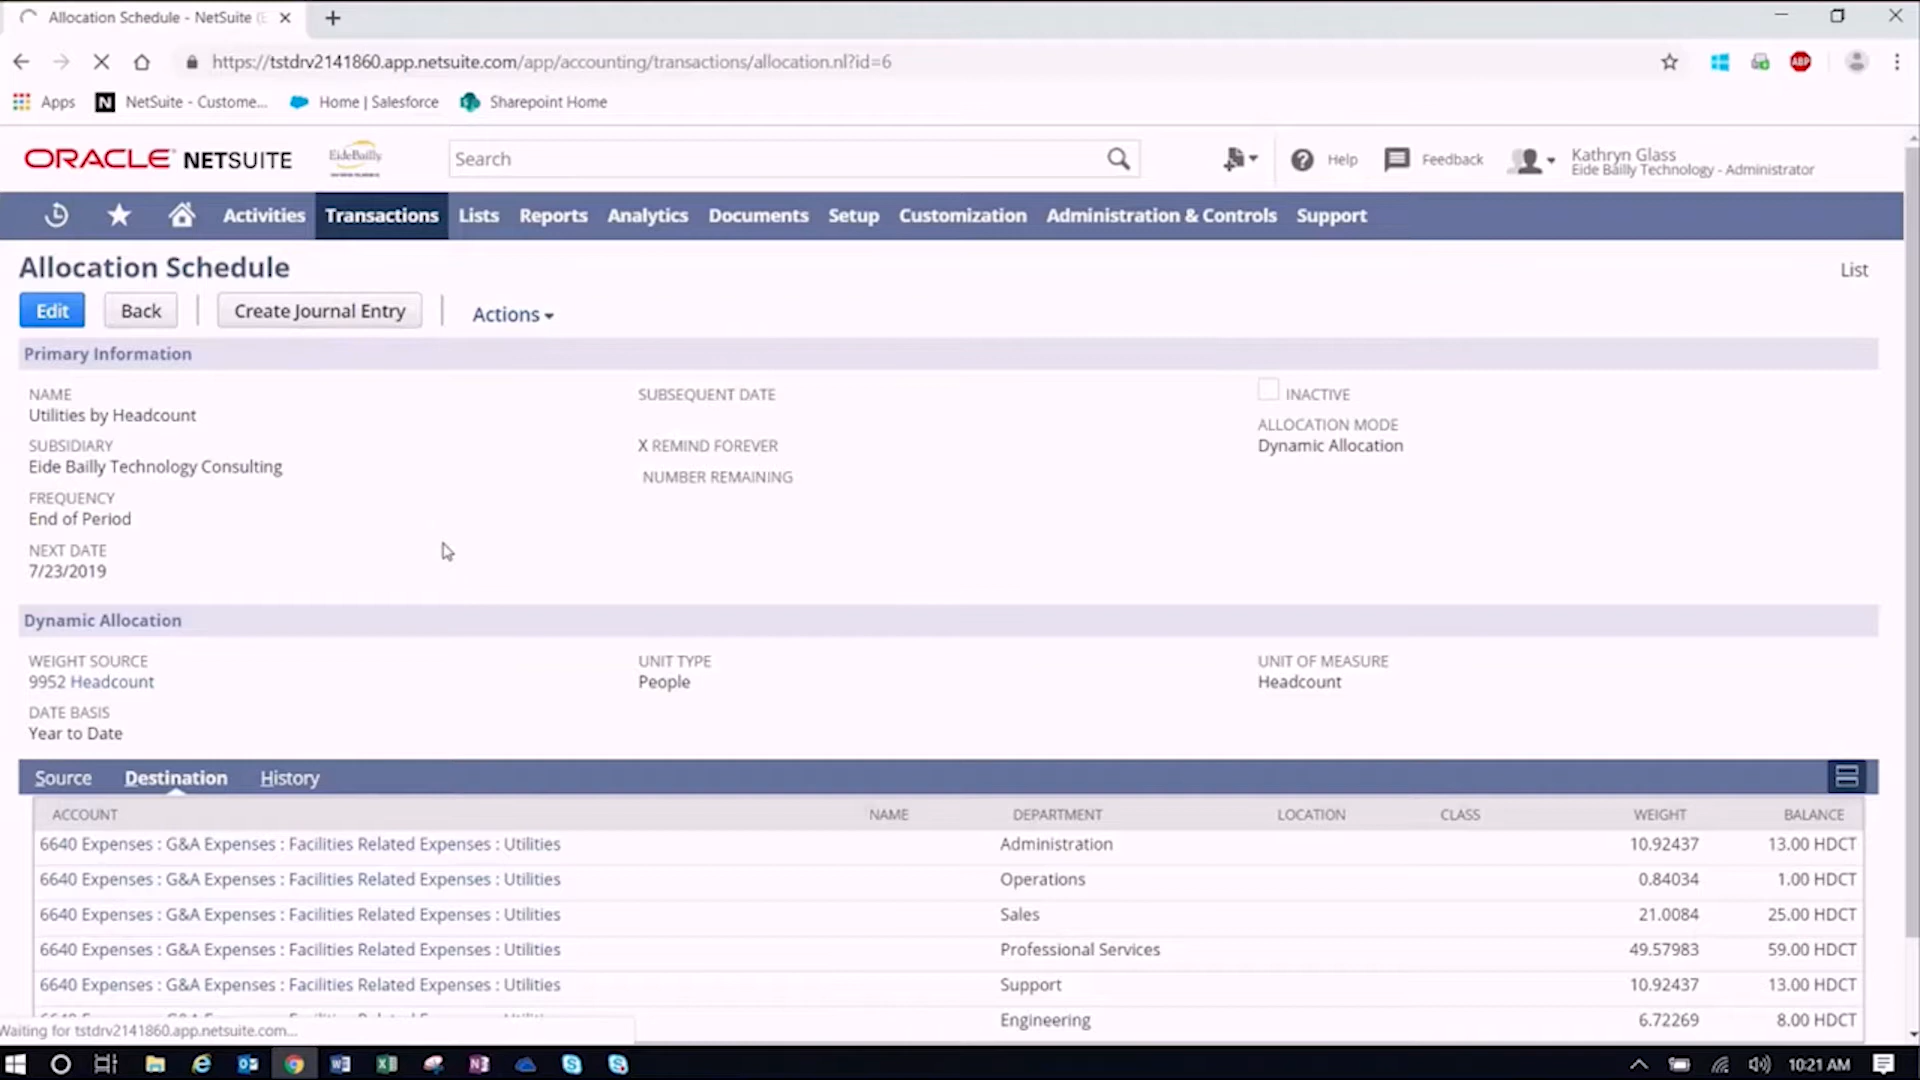 Allocation Schedule - NetSuite (E
https://tstdrv2141860.app.netsuite.com/app/accounting/transactions/allocation.nl?id=6
ABP
Apps
N NetSuite - Custome...
Home | Salesforce
Sharepoint Home
ORACLE NETSUITE
EideBailly
Search
Help
Feedback
Kathryn Glass
Eide Bailly Technology - Administrator
Activities Transactions Lists Reports Analytics Documents Setup Customization Administration & Controls Support
Allocation Schedule
List
Edit Back Create Journal Entry Actions
Primary Information
NAME
Utilities by Headcount
SUBSIDIARY
Eide Bailly Technology Consulting
FREQUENCY
End of Period
NEXT DATE
7/23/2019
SUBSEQUENT DATE
X REMIND FOREVER
NUMBER REMAINING
INACTIVE
ALLOCATION MODE
Dynamic Allocation
Dynamic Allocation
WEIGHT SOURCE
9952 Headcount
DATE BASIS
Year to Date
UNIT TYPE
People
UNIT OF MEASURE
Headcount
Source Destination History
ACCOUNT NAME DEPARTMENT LOCATION CLASS WEIGHT BALANCE
6640 Expenses : G&A Expenses : Facilities Related Expenses : Utilities Administration 10.92437 13.00 HDCT
6640 Expenses : G&A Expenses : Facilities Related Expenses : Utilities Operations 0.84034 1.00 HDCT
6640 Expenses : G&A Expenses : Facilities Related Expenses : Utilities Sales 21.0084 25.00 HDCT
6640 Expenses : G&A Expenses : Facilities Related Expenses : Utilities Professional Services 49.57983 59.00 HDCT
6640 Expenses : G&A Expenses : Facilities Related Expenses : Utilities Support 10.92437 13.00 HDCT
Engineering 6.72269 8.00 HDCT
Waiting for tstdrv2141860.app.netsuite.com...
10:21 AM